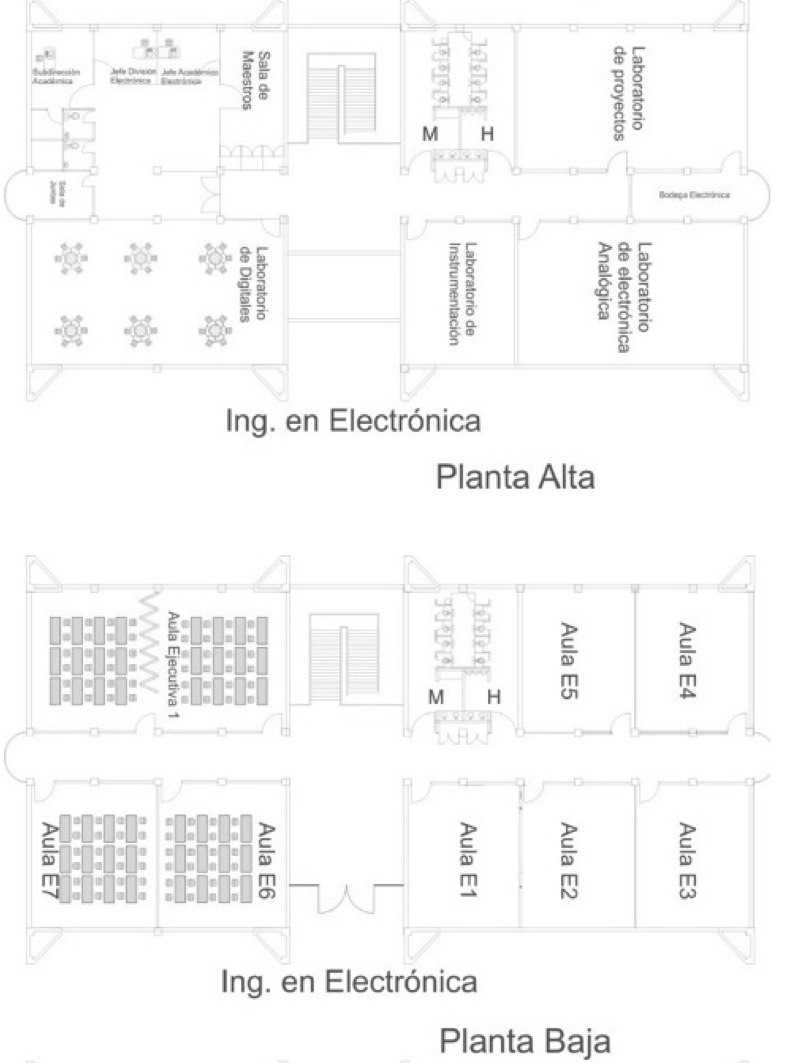 Subdirección
Académica
Jefe División
Electrónica
Jefe Académico
Electrónica
Sala de
Maestros
M
H
Laboratorio
de proyectos
Sala de
Juntas
Bodega Electrónica
Laboratorio
de Digitales
Laboratorio de
Instrumentación
Laboratorio
de electrónica
Analógica
Ing. en Electrónica
Planta Alta
Aula Ejecutiva 1
M
H
Aula E5
Aula E4
Aula E7
Aula E6
Aula E1
Aula E2
Aula E3
Ing. en Electrónica
Planta Baja